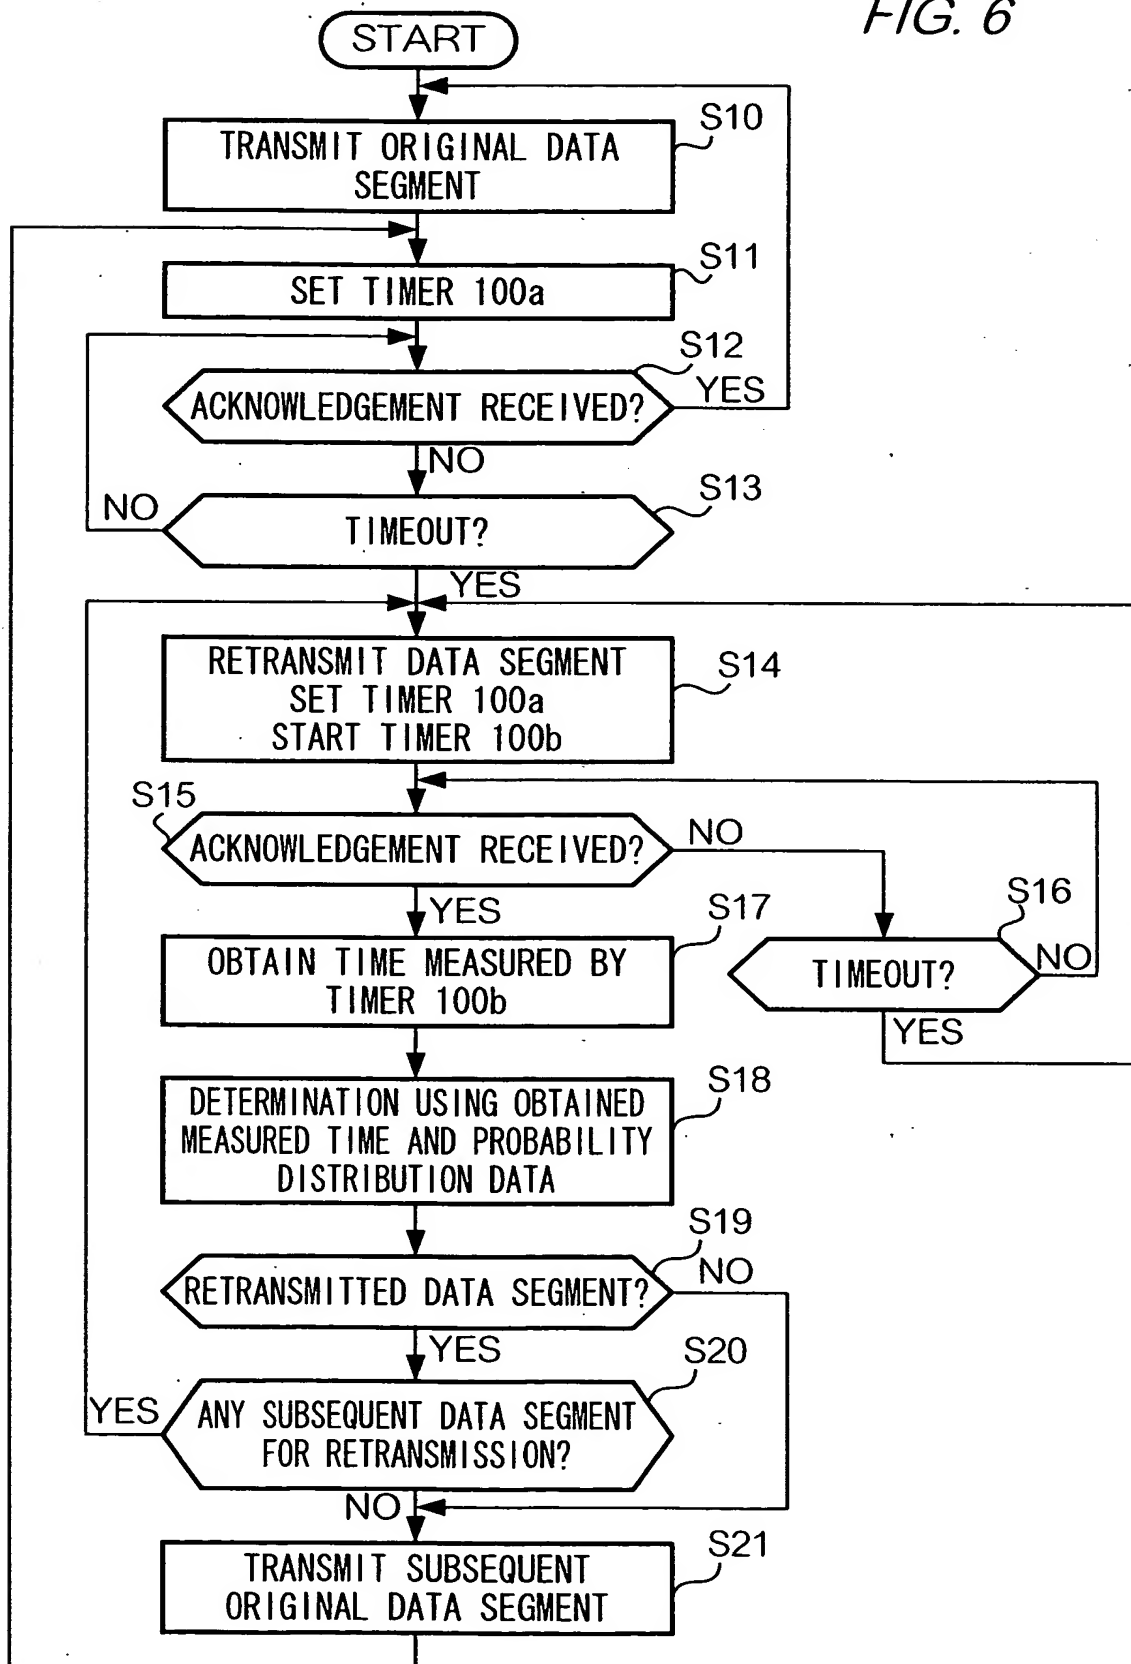 FIG. 6
START
S10
TRANSMIT ORIGINAL DATA
SEGMENT
S11
SET TIMER 100a
S12
ACKNOWLEDGEMENT RECEIVED?
YES
NO
S13
NO
TIMEOUT?
YES
RETRANSMIT DATA SEGMENT
SET TIMER 100a
START TIMER 100b
S14
S15
ACKNOWLEDGEMENT RECEIVED?
NO
YES
S16
TIMEOUT?
NO
YES
S17
OBTAIN TIME MEASURED BY
TIMER 100b
S18
DETERMINATION USING OBTAINED
MEASURED TIME AND PROBABILITY
DISTRIBUTION DATA
S19
RETRANSMITTED DATA SEGMENT?
NO
YES
S20
YES
ANY SUBSEQUENT DATA SEGMENT
FOR RETRANSMISSION?
NO
S21
TRANSMIT SUBSEQUENT
ORIGINAL DATA SEGMENT